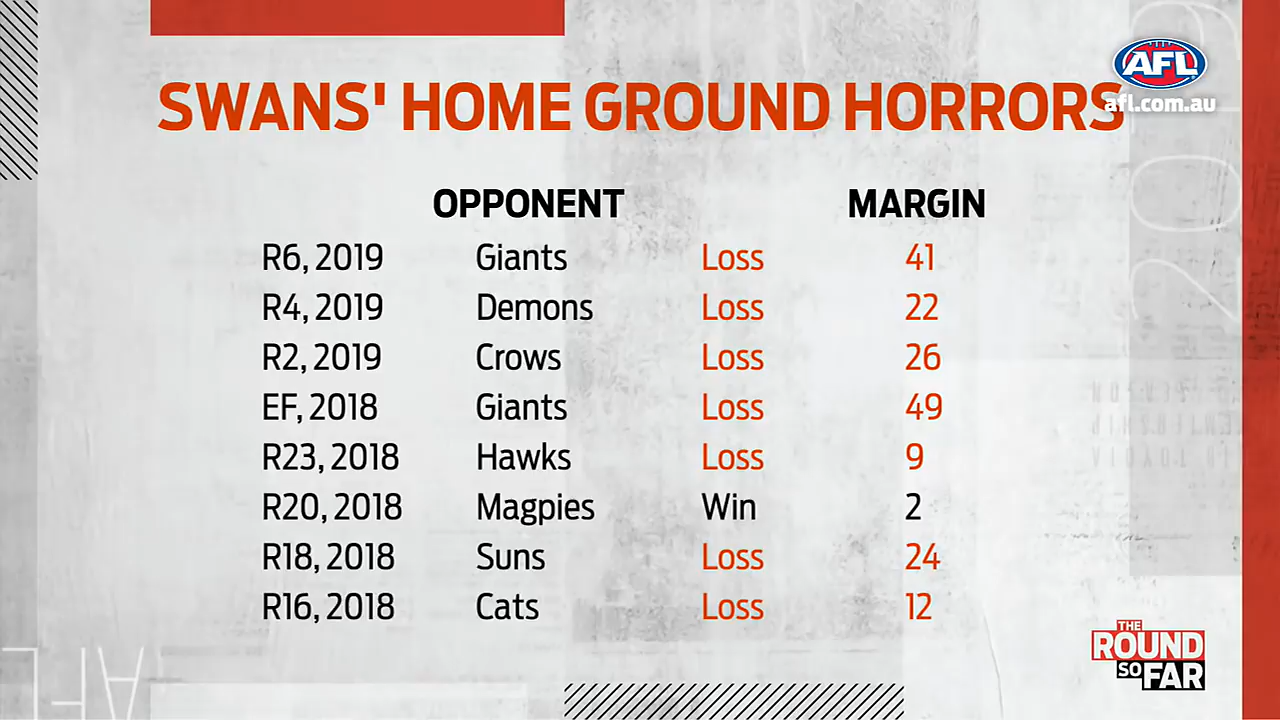 AFL
afl.com.au
SWANS' HOME GROUND HORRORS
OPPONENT MARGIN
R6, 2019 Giants Loss 41
R4, 2019 Demons Loss 22
R2, 2019 Crows Loss 26
EF, 2018 Giants Loss 49
R23, 2018 Hawks Loss 9
R20, 2018 Magpies Win 2
R18, 2018 Suns Loss 24
R16, 2018 Cats Loss 12
THE
ROUND
SO FAR
AFL